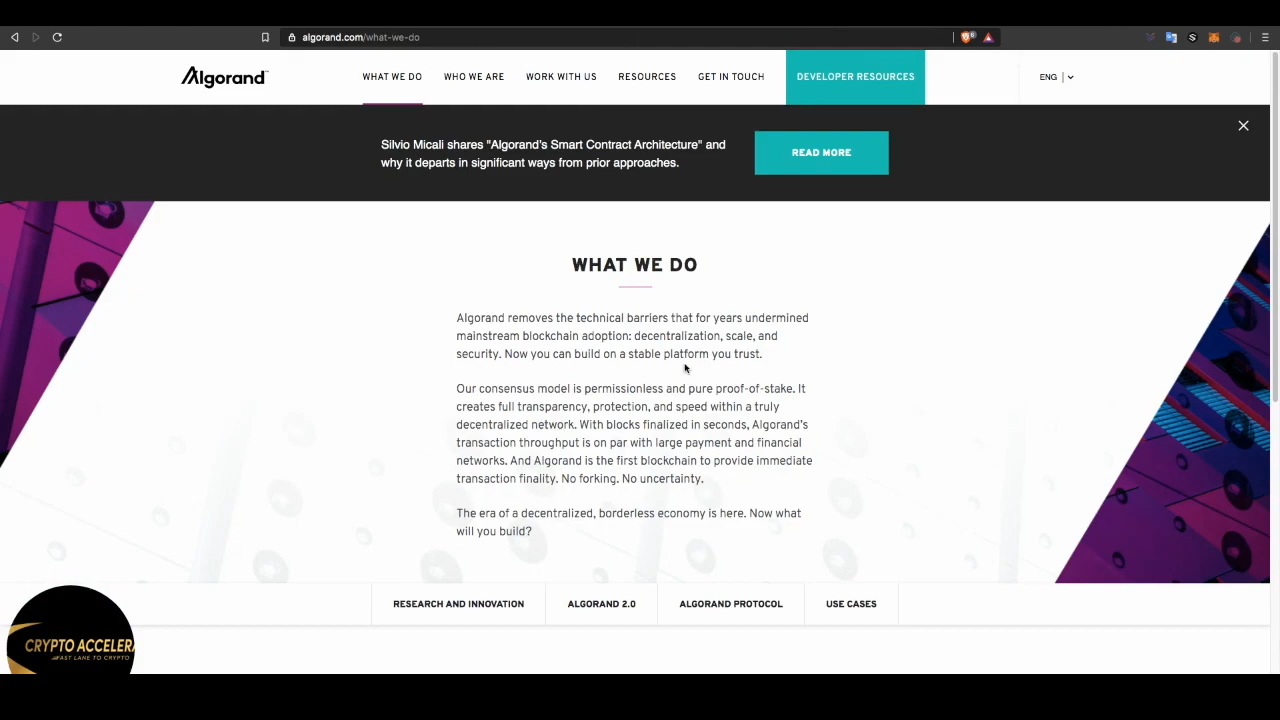 algorand.com/what-we-do
6
Algorand
WHAT WE DO
WHO WE ARE
WORK WITH US
RESOURCES
GET IN TOUCH
DEVELOPER RESOURCES
ENG
Silvio Micali shares "Algorand's Smart Contract Architecture" and
why it departs in significant ways from prior approaches.
READ MORE
WHAT WE DO
Algorand removes the technical barriers that for years undermined
mainstream blockchain adoption: decentralization, scale, and
security. Now you can build on a stable platform you trust.
Our consensus model is permissionless and pure proof-of-stake. It
creates full transparency, protection, and speed within a truly
decentralized network. With blocks finalized in seconds, Algorand's
transaction throughput is on par with large payment and financial
networks. And Algorand is the first blockchain to provide immediate
transaction finality. No forking. No uncertainty.
The era of a decentralized, borderless economy is here. Now what
will you build?
RESEARCH AND INNOVATION
ALGORAND 2.0
ALGORAND PROTOCOL
USE CASES
CRYPTO ACCELERA
FAST LANE TO CRYPTO